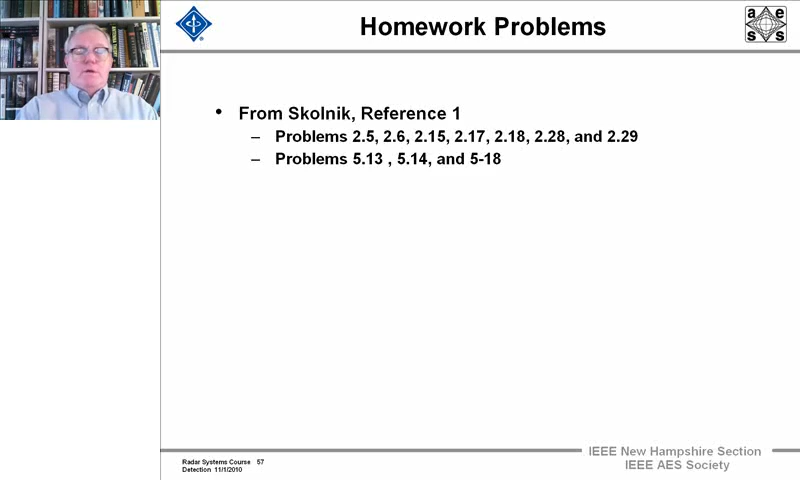 Homework Problems
a e
s s
• From Skolnik, Reference 1
– Problems 2.5, 2.6, 2.15, 2.17, 2.18, 2.28, and 2.29
– Problems 5.13 , 5.14, and 5-18
Radar Systems Course 57
Detection 11/1/2010
IEEE New Hampshire Section
IEEE AES Society